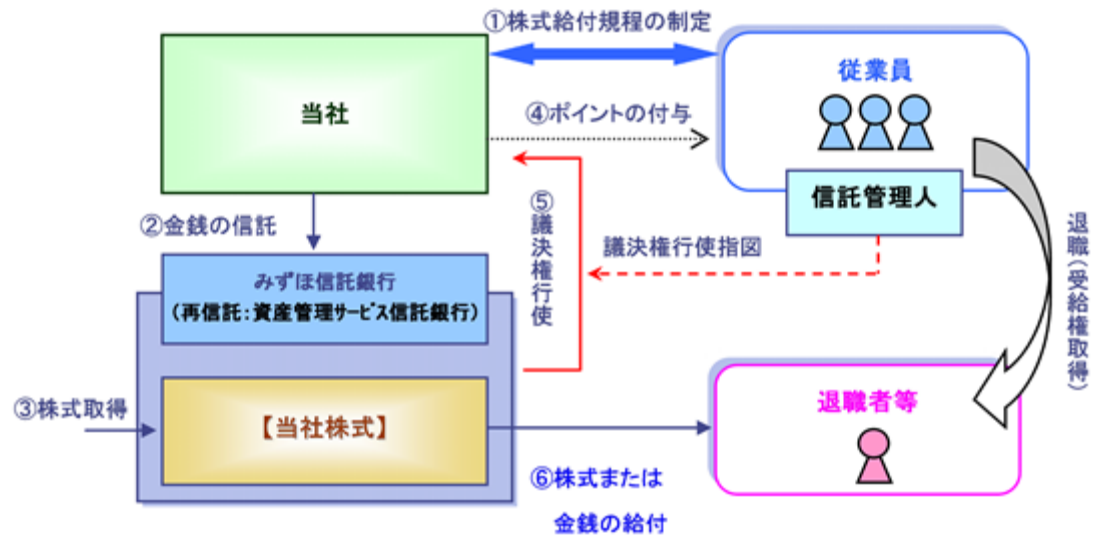 ①株式給付規程の制定
当社
従業員
④ポイントの付与
信託管理人
②金銭の信託
⑤議決権行使
議決権行使指図
退職(受給権取得)
みずほ信託銀行
(再信託:資産管理サービス信託銀行)
③株式取得
【当社株式】
退職者等
⑥株式または
金銭の給付